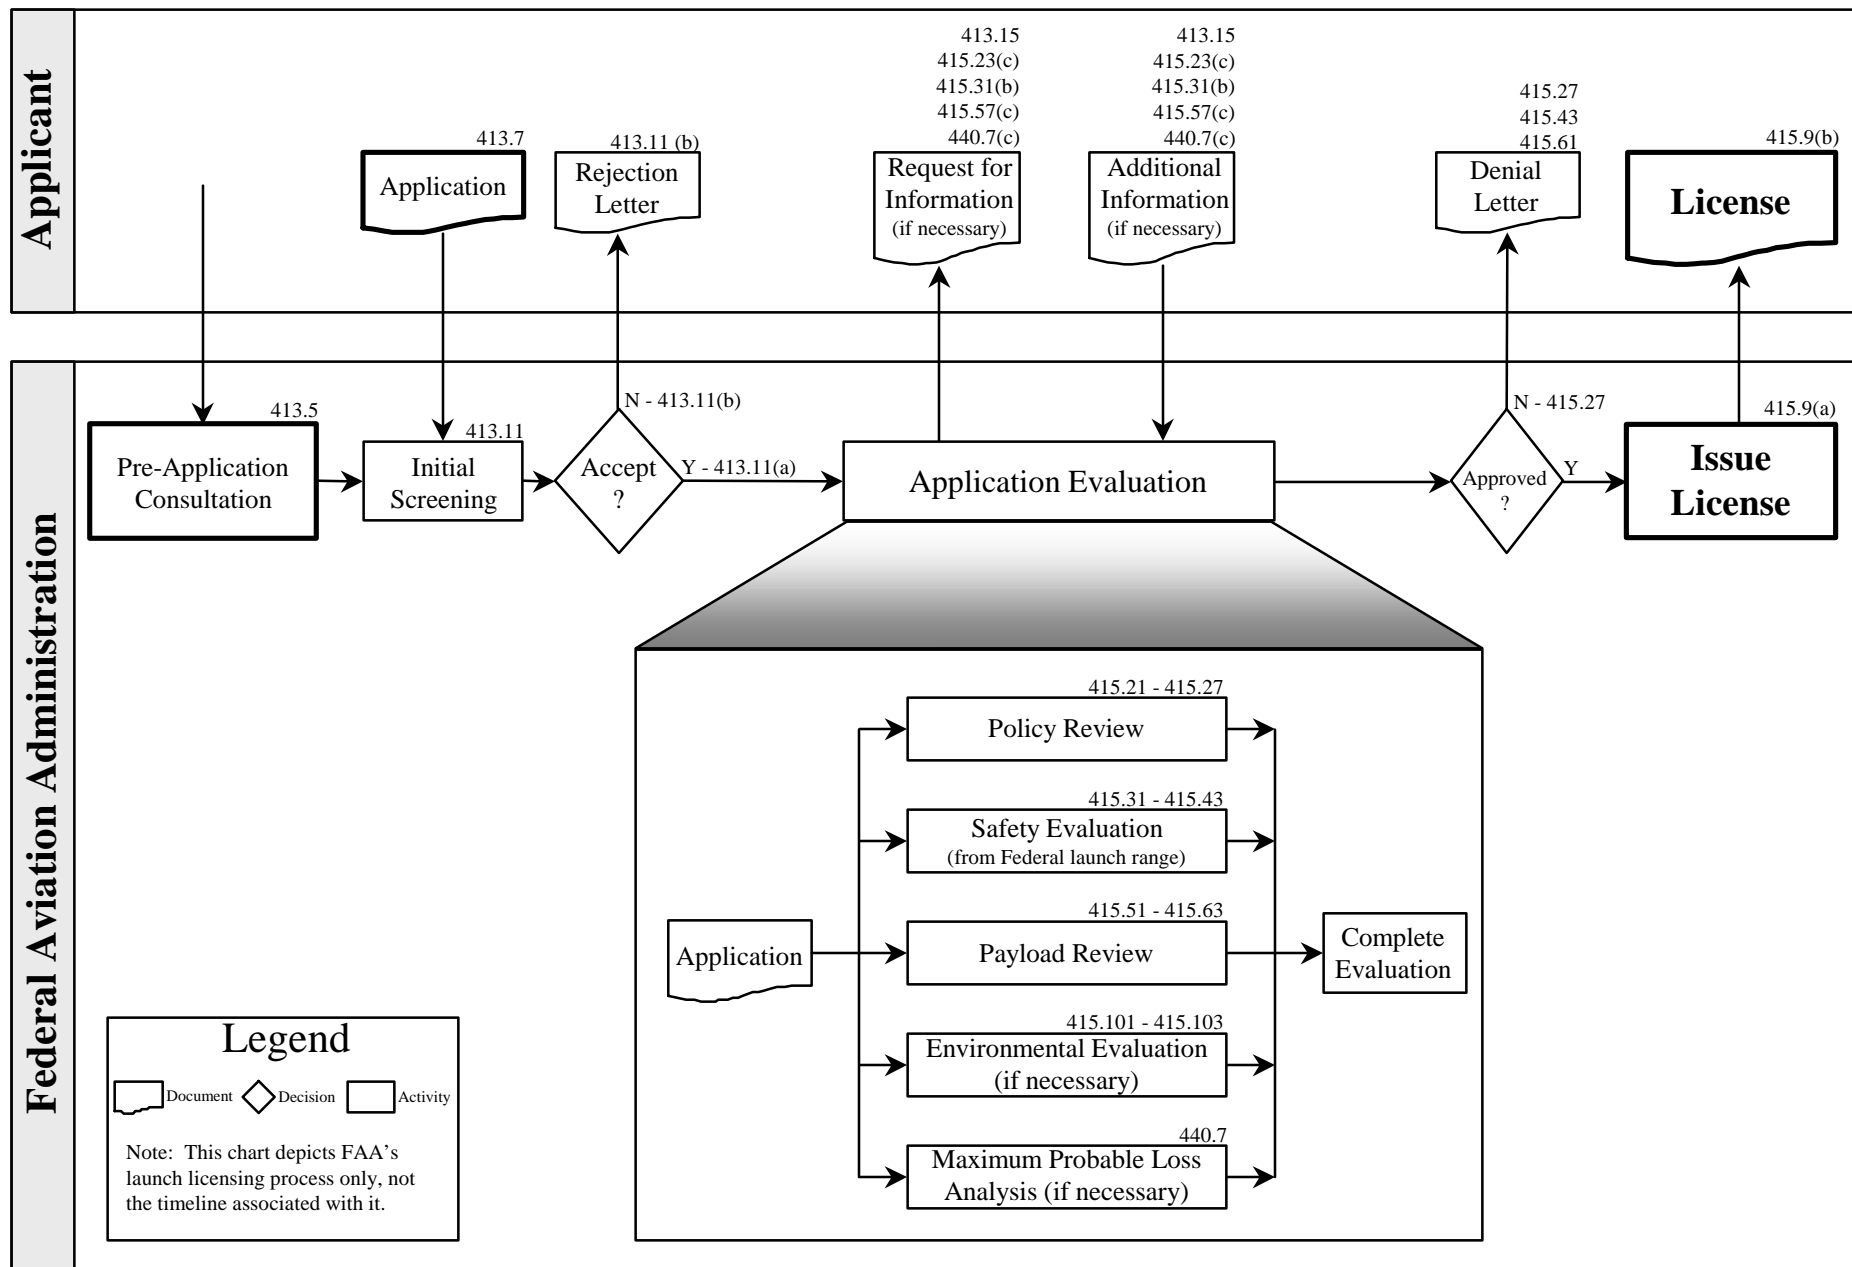 Applicant
413.7
Application
413.11 (b)
Rejection
Letter
413.15
415.23(c)
415.31(b)
415.57(c)
440.7(c)
Request for
Information
(if necessary)
413.15
415.23(c)
415.31(b)
415.57(c)
440.7(c)
Additional
Information
(if necessary)
415.27
415.43
415.61
Denial
Letter
415.9(b)
License
Federal Aviation Administration
413.5
Pre-Application
Consultation
413.11
Initial
Screening
N - 413.11(b)
Accept
?
Y - 413.11(a)
Application Evaluation
N - 415.27
Approved
?
Y
415.9(a)
Issue
License
415.21 - 415.27
Policy Review
415.31 - 415.43
Safety Evaluation
(from Federal launch range)
415.51 - 415.63
Application
Payload Review
Complete
Evaluation
415.101 - 415.103
Environmental Evaluation
(if necessary)
440.7
Maximum Probable Loss
Analysis (if necessary)
Legend
Document
Decision
Activity
Note: This chart depicts FAA’s
launch licensing process only, not
the timeline associated with it.